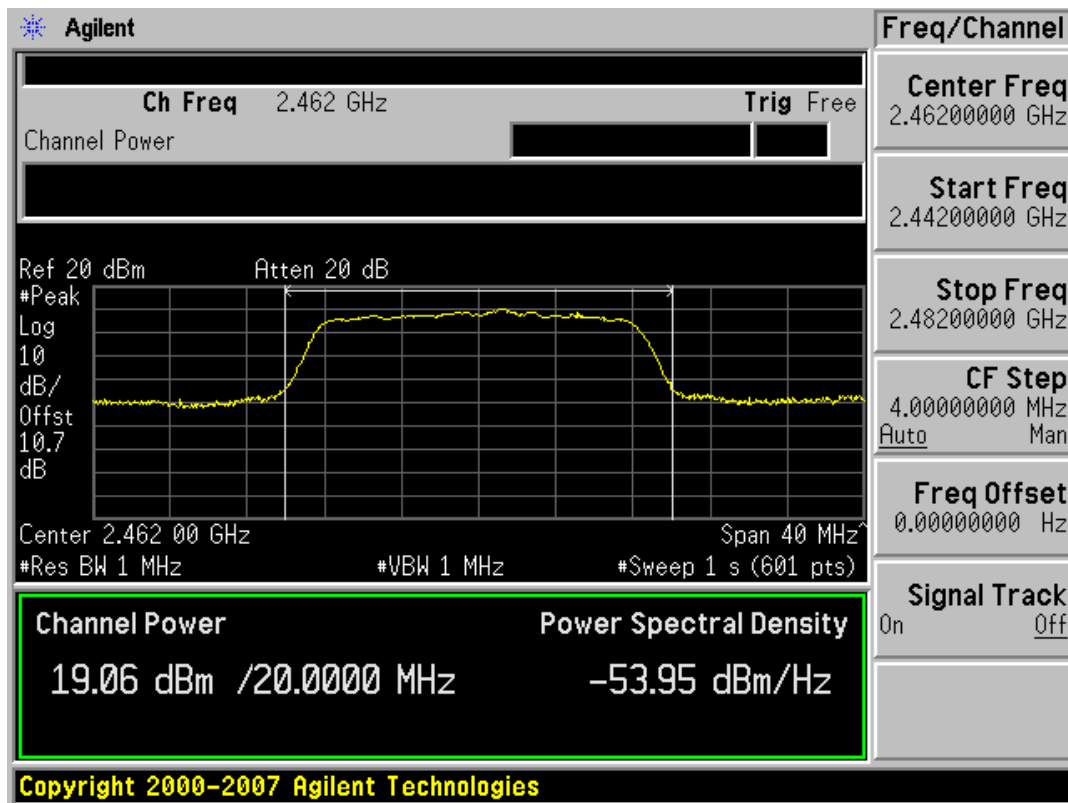 Agilent
Freq/Channel
Ch Freq 2.462 GHz
Trig Free
Channel Power
Ref 20 dBm
Atten 20 dB
#Peak
Log
10
dB/
Offst
10.7
dB
Center 2.462 00 GHz
Span 40 MHz^
#Res BW 1 MHz
#VBW 1 MHz
#Sweep 1 s (601 pts)
Channel Power
Power Spectral Density
19.06 dBm /20.0000 MHz
-53.95 dBm/Hz
Center Freq
2.46200000 GHz
Start Freq
2.44200000 GHz
Stop Freq
2.48200000 GHz
CF Step
4.00000000 MHz
Auto Man
Freq Offset
0.00000000 Hz
Signal Track
On Off
Copyright 2000-2007 Agilent Technologies